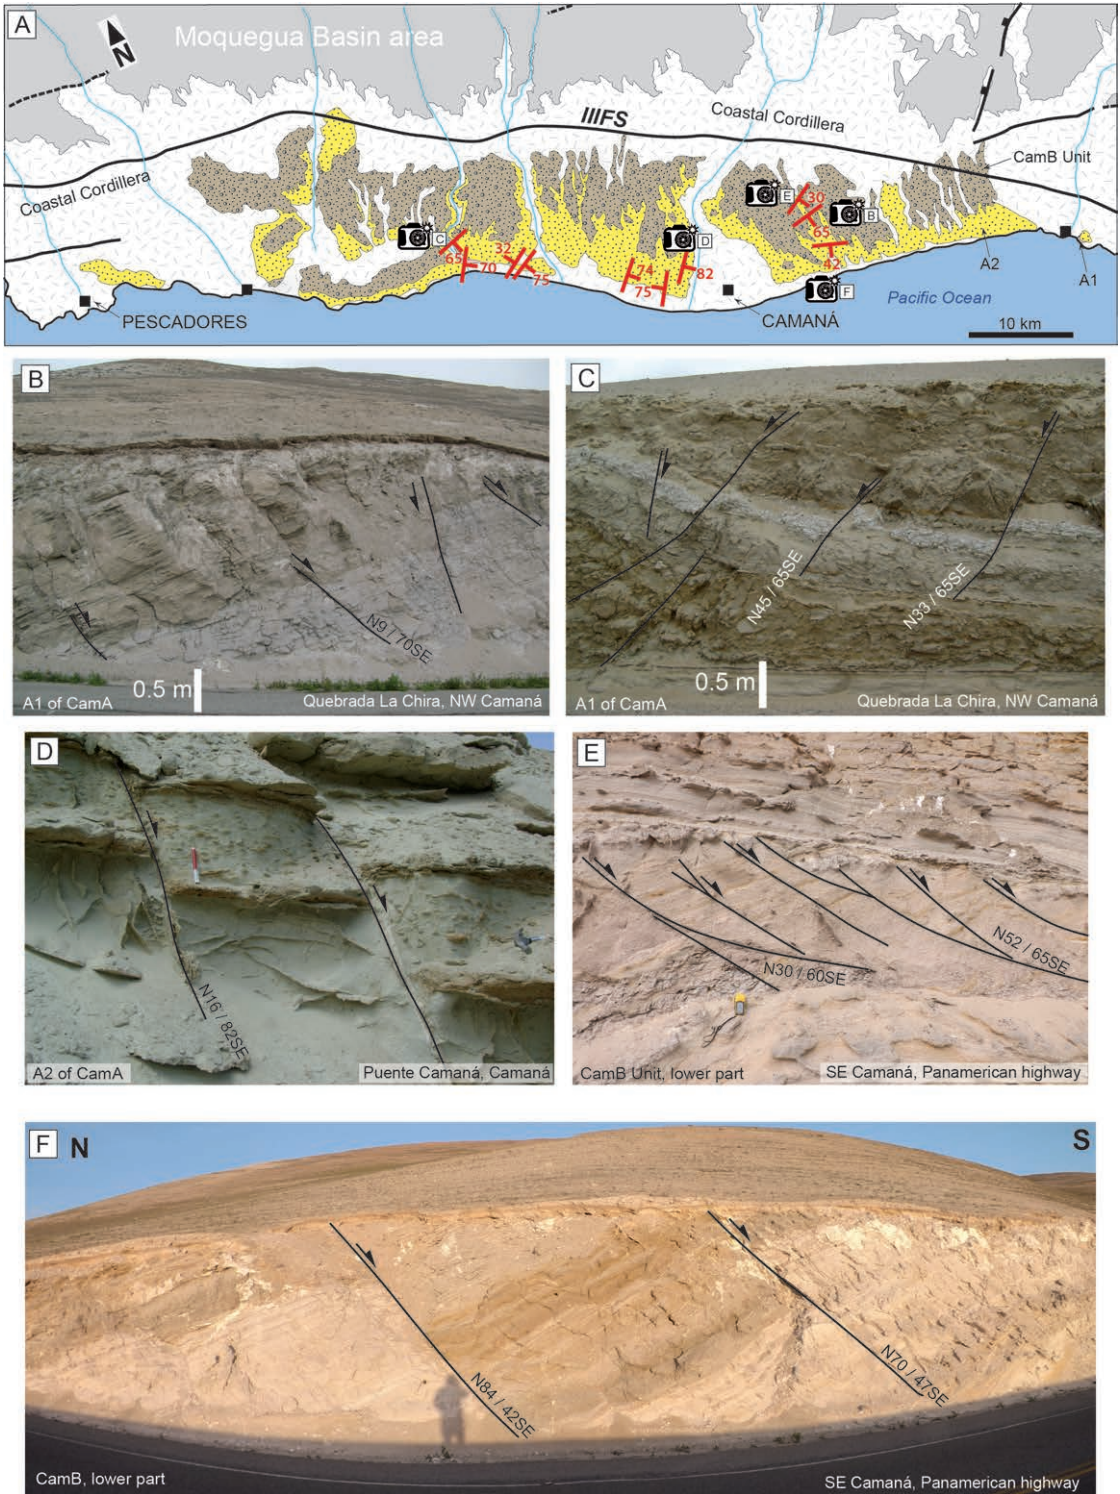 A
Moquegua Basin area
N
IIIFS
Coastal Cordillera
CamB Unit
Coastal Cordillera
E
30
B
C
D
65
65
70
32
75
74
75
82
42
F
A2
A1
Pacific Ocean
PESCADORES
CAMANÁ
10 km
B
N9 / 70SE
0.5 m
A1 of CamA
Quebrada La Chira, NW Camaná
C
N45 / 65SE
N33 / 65SE
0.5 m
A1 of CamA
Quebrada La Chira, NW Camaná
D
N16 / 82SE
A2 of CamA
Puente Camaná, Camaná
E
N30 / 60SE
N52 / 65SE
CamB Unit, lower part
SE Camaná, Panamerican highway
F
N
S
N84 / 42SE
N70 / 47SE
CamB, lower part
SE Camaná, Panamerican highway